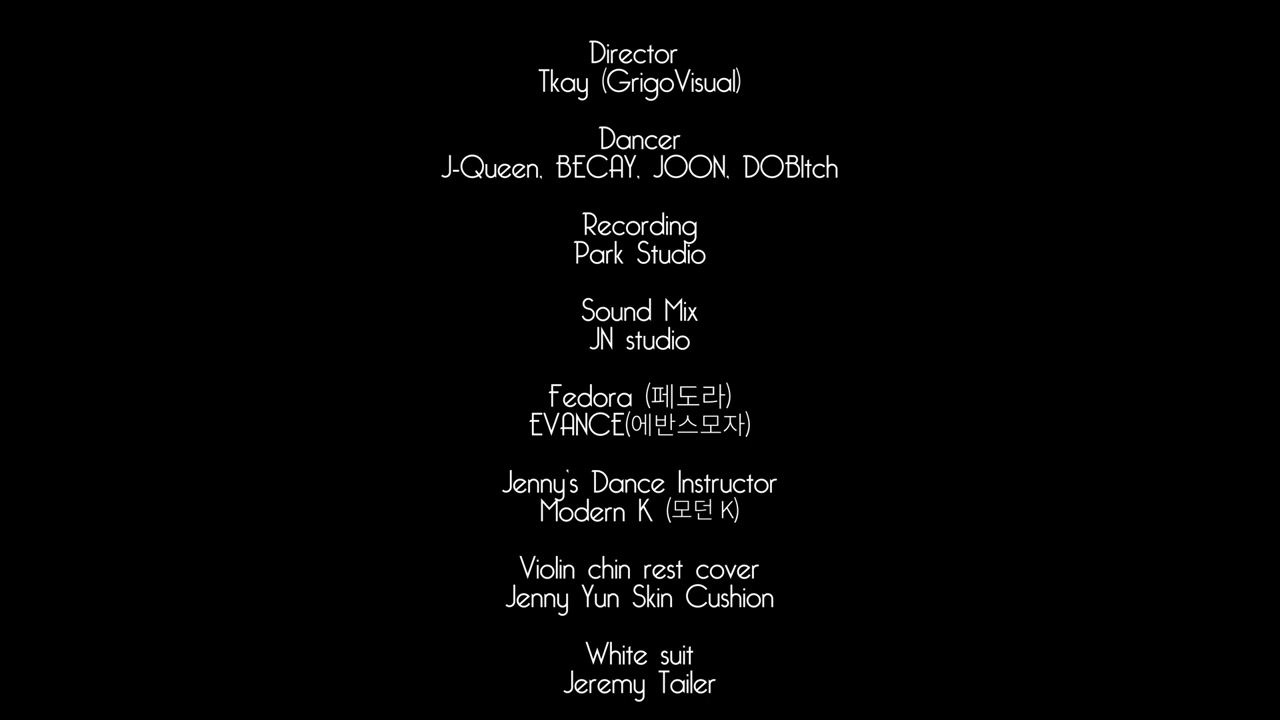 Director
Tkay (GrigoVisual)
Dancer
J-Queen, BECAY, JOON, DOBItch
Recording
Park Studio
Sound Mix
JN studio
Fedora (페도라)
EVANCE(에반스모자)
Jenny's Dance Instructor
Modern K (모던 K)
Violin chin rest cover
Jenny Yun Skin Cushion
White suit
Jeremy Tailer